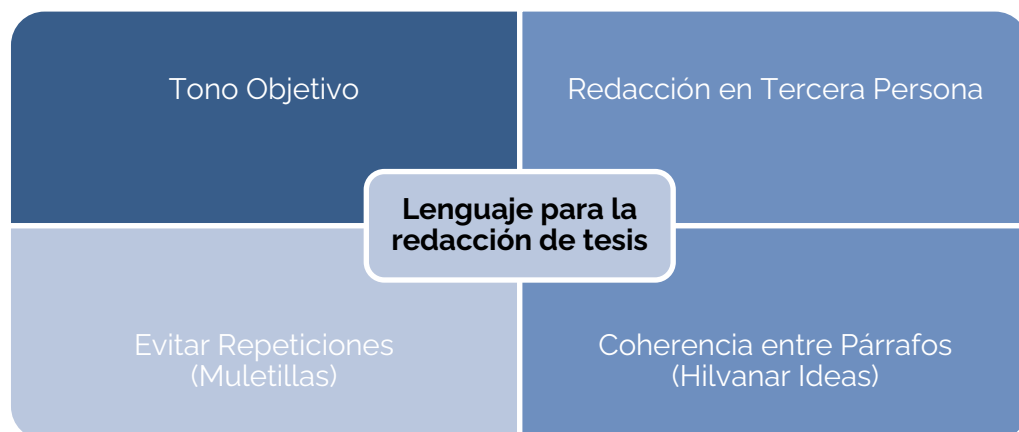 Tono Objetivo
Redacción en Tercera Persona
Lenguaje para la
redacción de tesis
Evitar Repeticiones
(Muletillas)
Coherencia entre Párrafos
(Hilvanar Ideas)